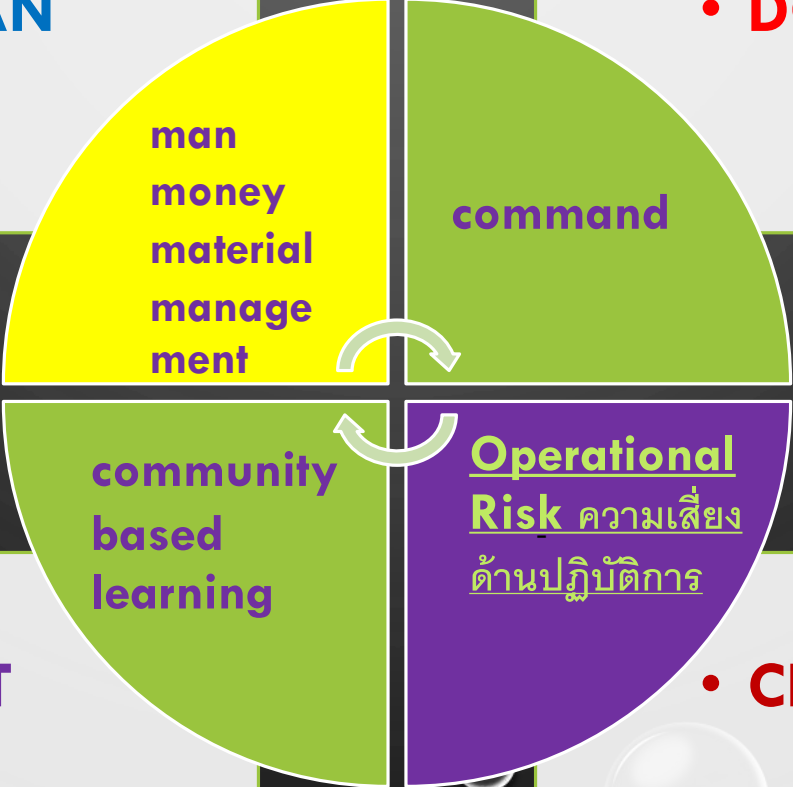 AN
• D
man
money
material
manage
ment
command
community
based
learning
Operational
Risk ความเสี่ยง
ด้านปฏิบัติการ
T
• C